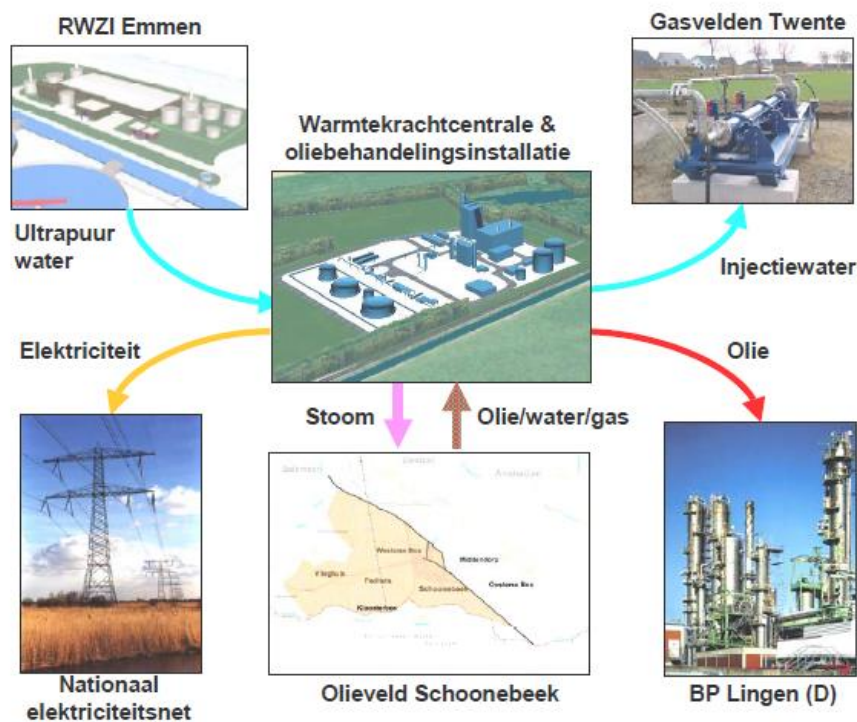 RWZI Emmen
Gasvelden Twente
Warmtekrachtcentrale &
oliebehandelingsinstallatie
Ultrapuur
water
Injectiewater
Elektriciteit
Olie
Stoom
Olie/water/gas
Schoonebeek
Nationaal
elektriciteitsnet
Olieveld Schoonebeek
BP Lingen (D)